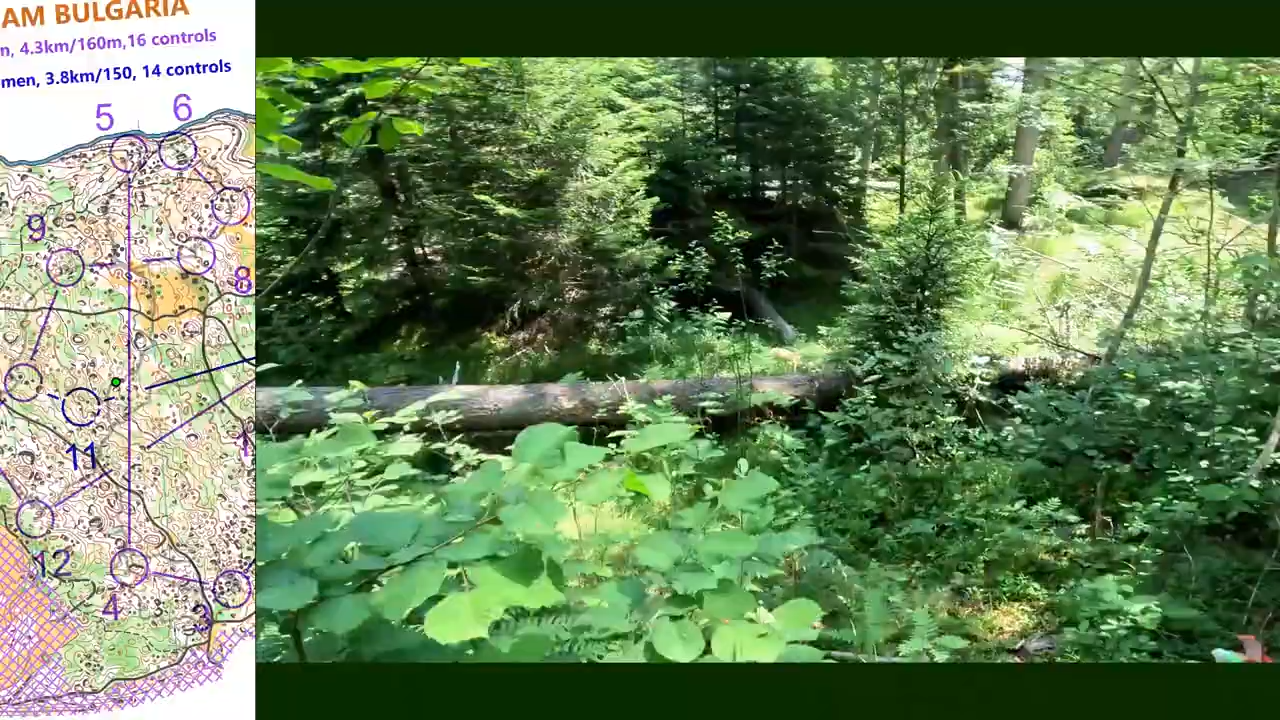 AM BULGARIA
n, 4.3km/160m,16 controls
men, 3.8km/150, 14 controls
5
6
9
8
11
12
4
3